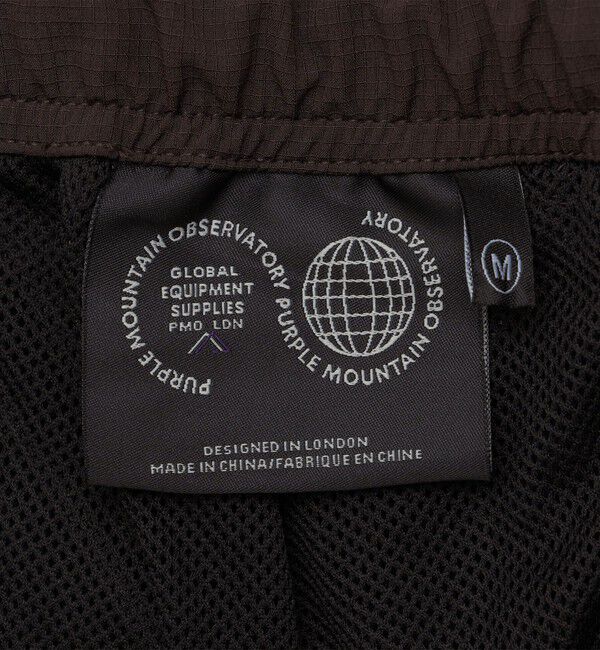 PURPLE MOUNTAIN OBSERVATORY PURPLE MOUNTAIN OBSERVATORY
GLOBAL
EQUIPMENT
SUPPLIES
PMO LDN
M
DESIGNED IN LONDON
MADE IN CHINA/FABRIQUE EN CHINE